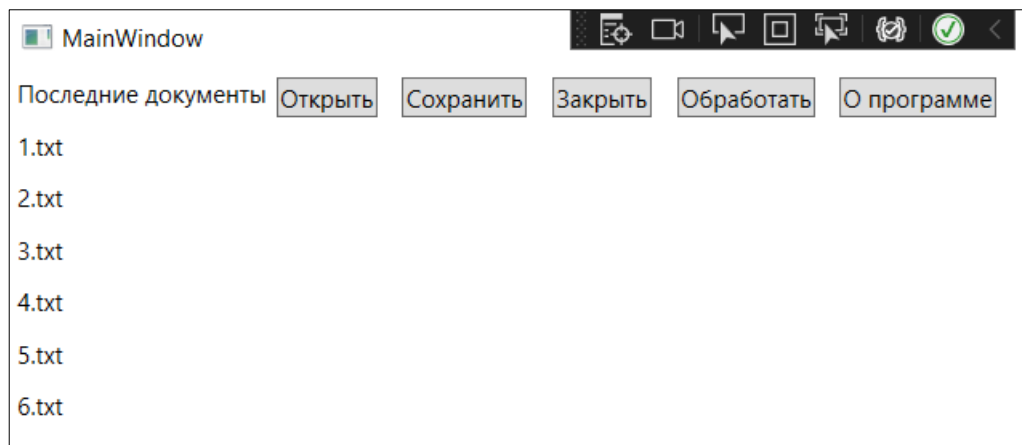 MainWindow
Последние документы Открыть Сохранить Закрыть Обработать О программе
1.txt
2.txt
3.txt
4.txt
5.txt
6.txt